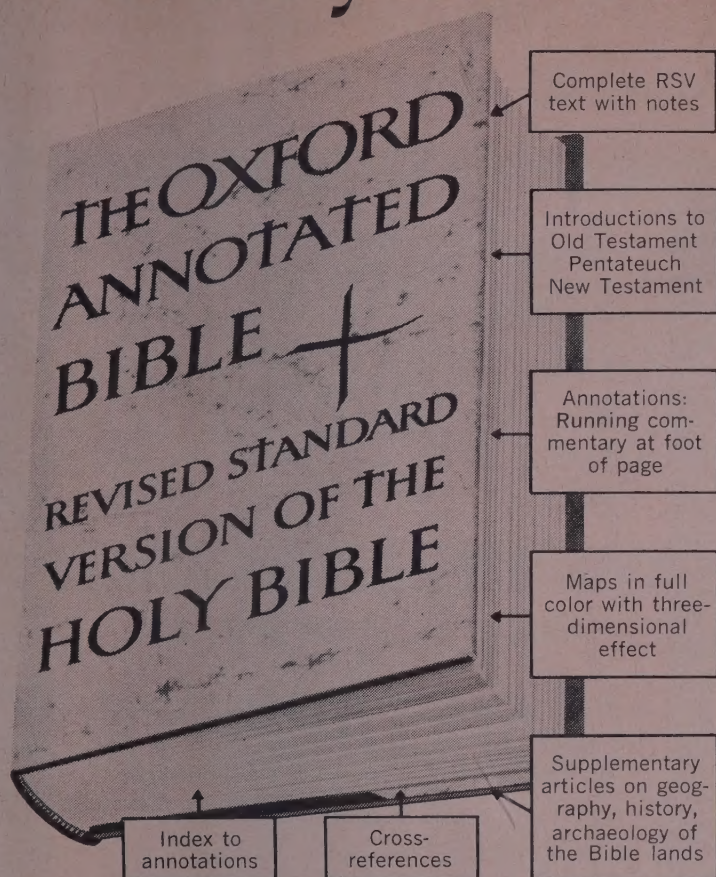 THE OXFORD
ANNOTATED
BIBLE
REVISED STANDARD
VERSION OF THE
HOLY BIBLE
Complete RSV
text with notes
Introductions to
Old Testament
Pentateuch
New Testament
Annotations:
Running com-
mentary at foot
of page
Maps in full
color with three-
dimensional
effect
Supplementary
articles on geog-
raphy, history,
archaeology of
the Bible lands
Index to
annotations
Cross-
references